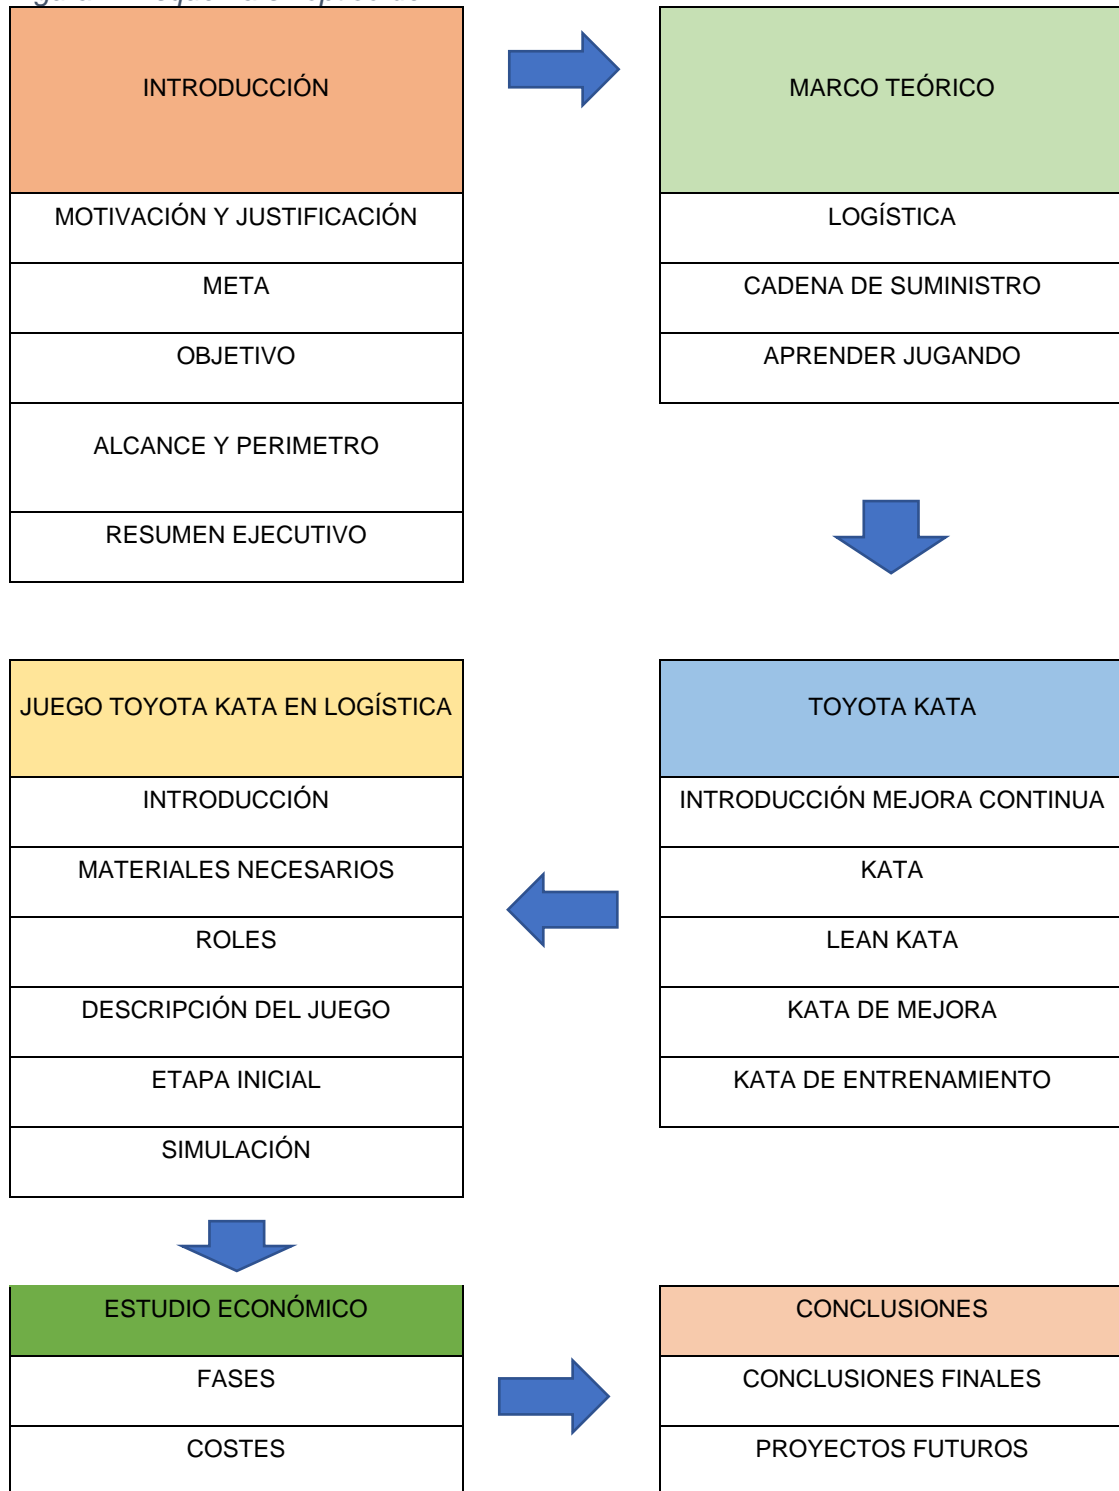 INTRODUCCIÓN
MOTIVACIÓN Y JUSTIFICACIÓN
META
OBJETIVO
ALCANCE Y PERIMETRO
RESUMEN EJECUTIVO
MARCO TEÓRICO
LOGÍSTICA
CADENA DE SUMINISTRO
APRENDER JUGANDO
TOYOTA KATA
INTRODUCCIÓN MEJORA CONTINUA
KATA
LEAN KATA
KATA DE MEJORA
KATA DE ENTRENAMIENTO
JUEGO TOYOTA KATA EN LOGÍSTICA
INTRODUCCIÓN
MATERIALES NECESARIOS
ROLES
DESCRIPCIÓN DEL JUEGO
ETAPA INICIAL
SIMULACIÓN
ESTUDIO ECONÓMICO
FASES
COSTES
CONCLUSIONES
CONCLUSIONES FINALES
PROYECTOS FUTUROS